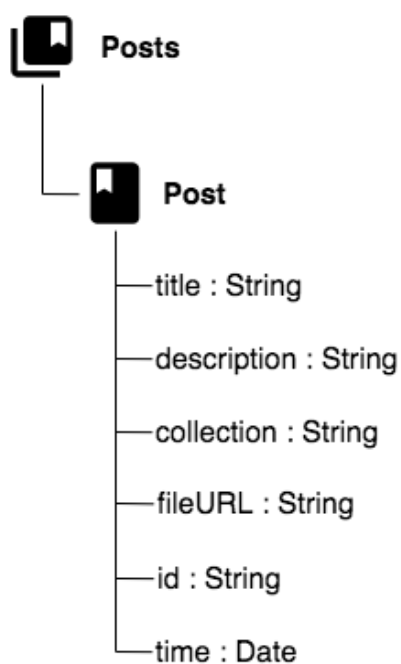 Posts
Post
title : String
description : String
collection : String
fileURL : String
id : String
time : Date